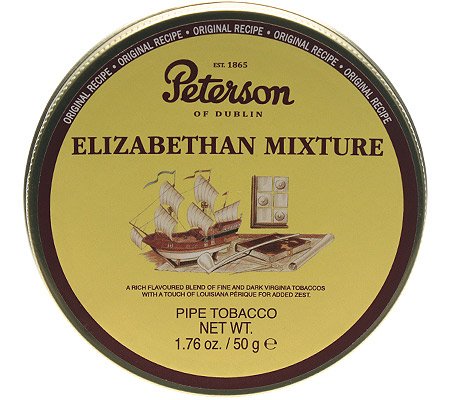 ORIGINAL RECIPE • ORIGINAL RECIPE • ORIGINAL RECIPE • ORIGINAL RECIPE
EST. 1865
Peterson
OF DUBLIN
ELIZABETHAN MIXTURE
A RICH FLAVOURED BLEND OF FINE AND DARK VIRGINIA TOBACCOS
WITH A TOUCH OF LOUISIANA PÉRIQUE FOR ADDED ZEST.
PIPE TOBACCO
NET WT.
1.76 oz. / 50 g ℮